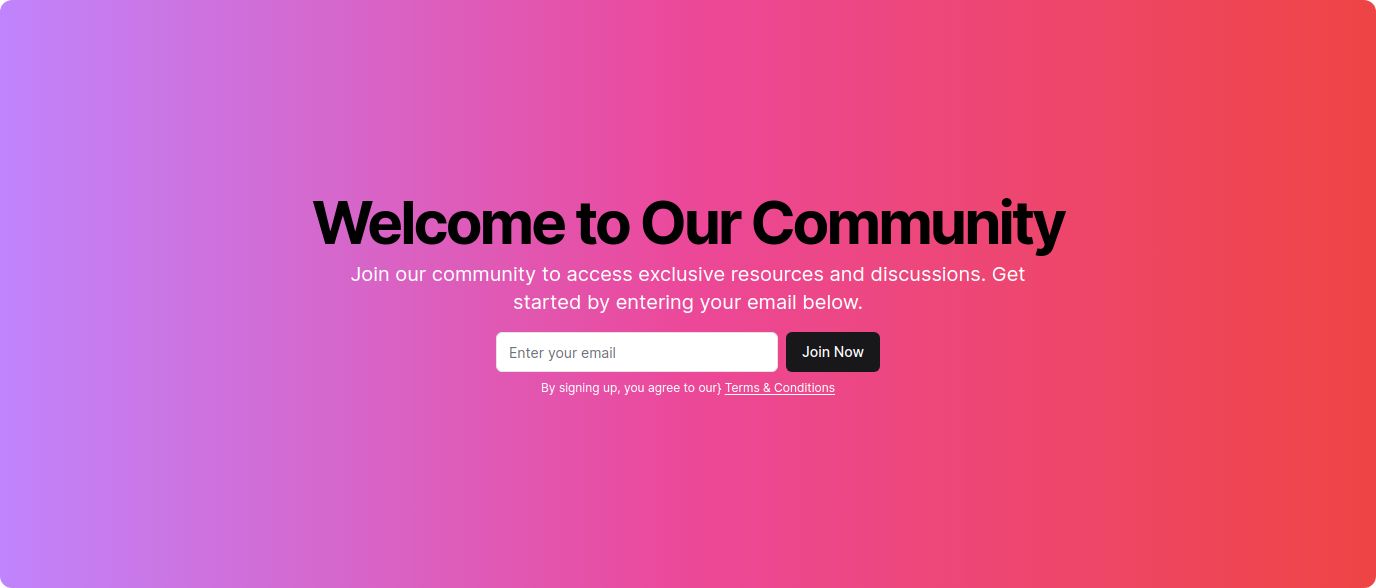 Welcome to Our Community
Join our community to access exclusive resources and discussions. Get
started by entering your email below.
Enter your email
Join Now
By signing up, you agree to our} Terms & Conditions